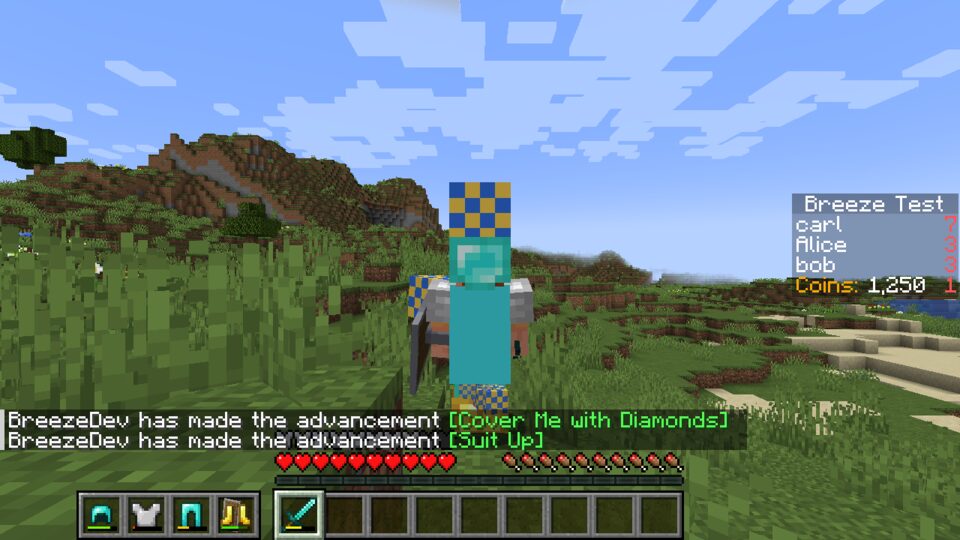 Breeze Test
carl 7
Alice 3
bob 3
Coins: 1,250 1
BreezeDev has made the advancement [Cover Me with Diamonds]
BreezeDev has made the advancement [Suit Up]